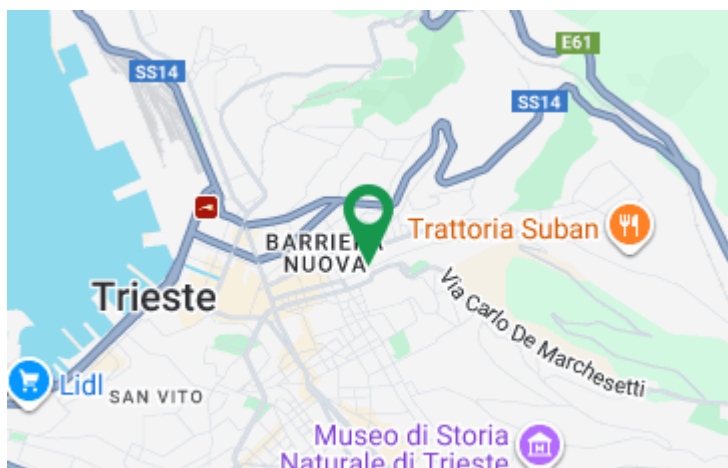 E61
SS14
SS14
Trattoria Suban
BARRIERA
NUOVA
Trieste
Via Carlo De Marchesetti
Lidl
SAN VITO
Museo di Storia
Naturale di Trieste